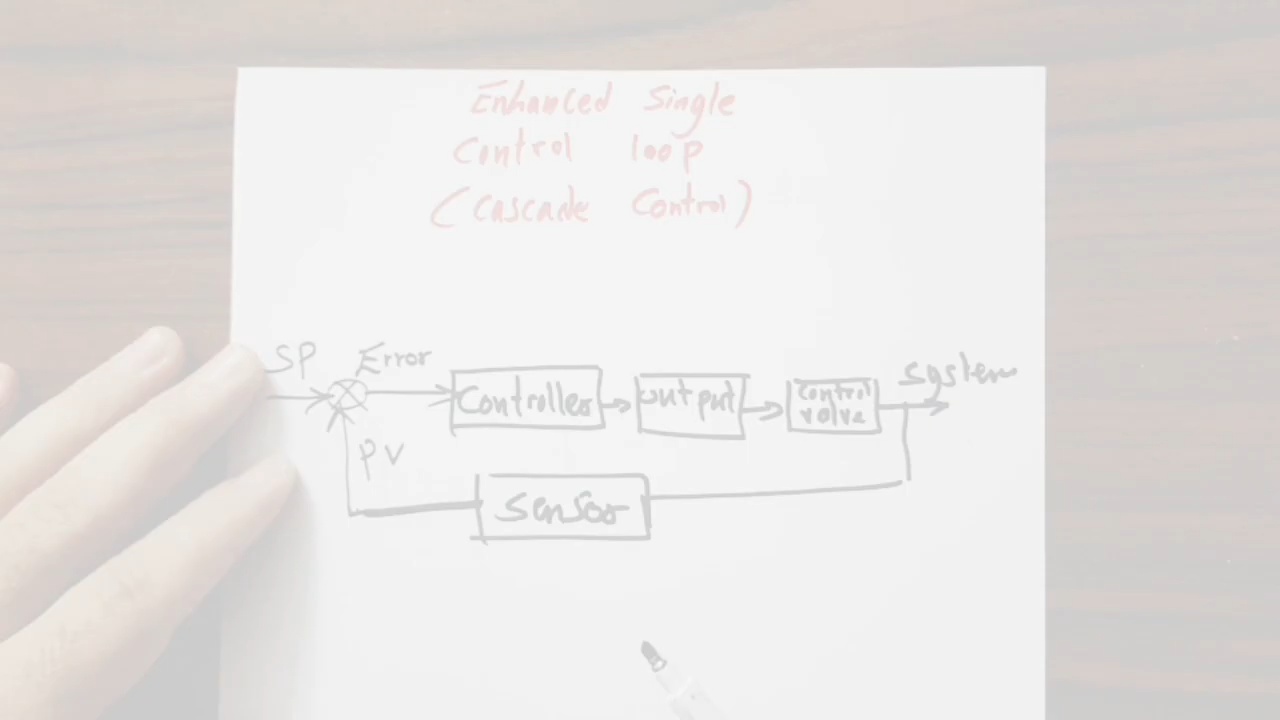 Enhanced Single
Control loop
(Cascade Control)
SP
Error
Controller
output
Control
valve
system
PV
Sensor